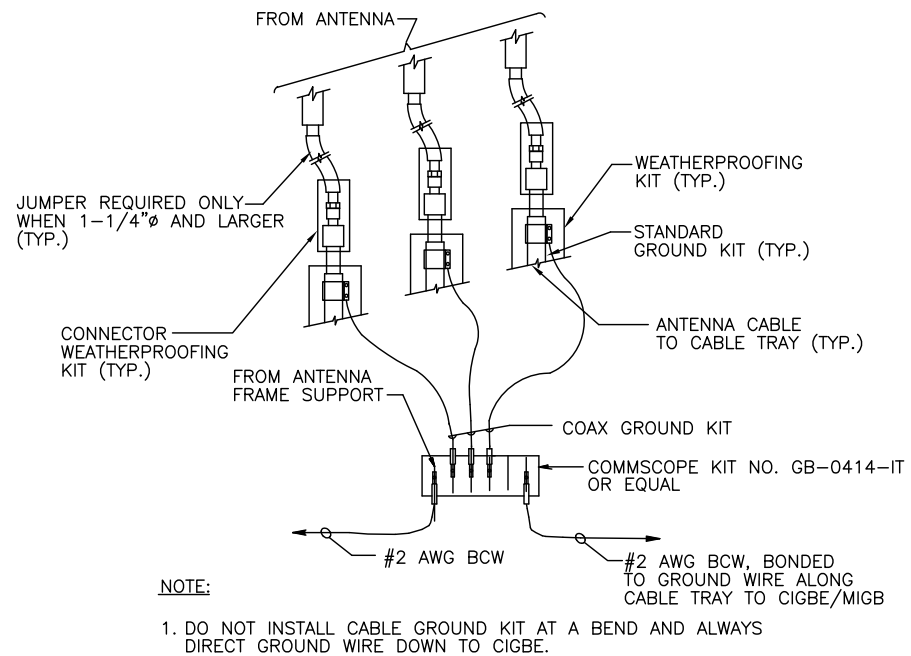 FROM ANTENNA
JUMPER REQUIRED ONLY
WHEN 1-1/4"ø AND LARGER
(TYP.)
WEATHERPROOFING
KIT (TYP.)
STANDARD
GROUND KIT (TYP.)
ANTENNA CABLE
TO CABLE TRAY (TYP.)
CONNECTOR
WEATHERPROOFING
KIT (TYP.)
FROM ANTENNA
FRAME SUPPORT
COAX GROUND KIT
COMMSCOPE KIT NO. GB-0414-IT
OR EQUAL
#2 AWG BCW
#2 AWG BCW, BONDED
TO GROUND WIRE ALONG
CABLE TRAY TO CIGBE/MIGB
NOTE:
1. DO NOT INSTALL CABLE GROUND KIT AT A BEND AND ALWAYS
DIRECT GROUND WIRE DOWN TO CIGBE.